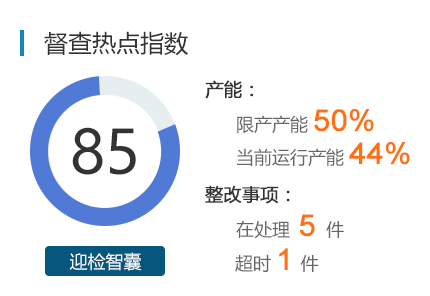 督查热点指数
85
迎检智囊
产能：
限产产能 50%
当前运行产能 44%
整改事项：
在处理 5 件
超时 1 件